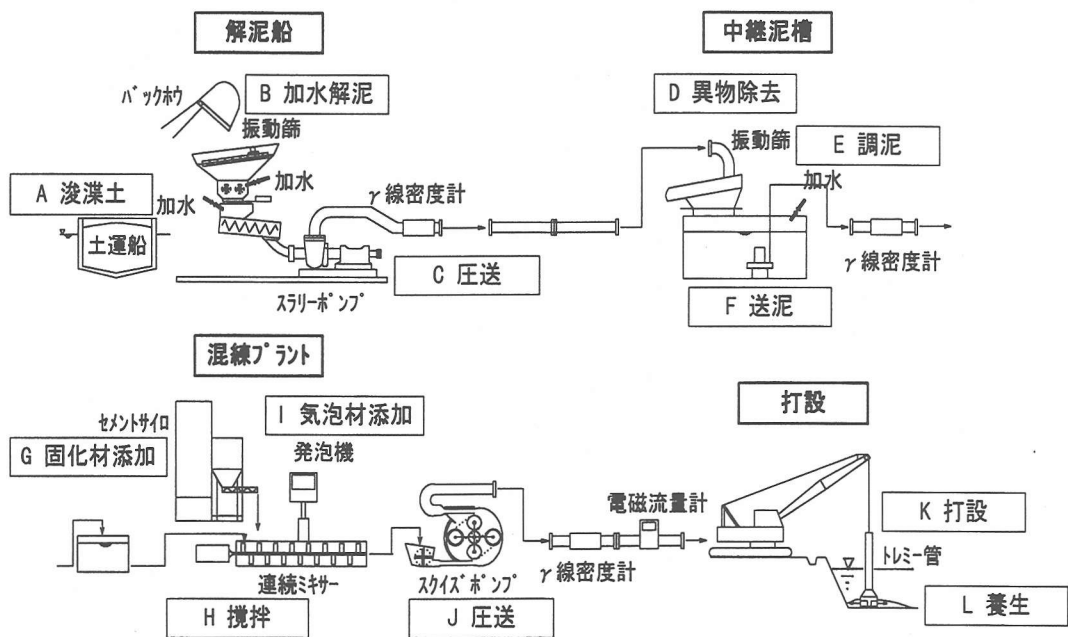 解泥船
中継泥槽
バックホウ
B 加水解泥
D 異物除去
振動篩
振動篩
E 調泥
A 浚渫土
加水
加水
γ線密度計
加水
土運船
C 圧送
γ線密度計
スラリーポンプ
F 送泥
混練プラント
打設
セメントサイロ
I 気泡材添加
G 固化材添加
発泡機
電磁流量計
K 打設
トレミー管
連続ミキサー
スクイズポンプ
γ線密度計
H 撹拌
J 圧送
L 養生